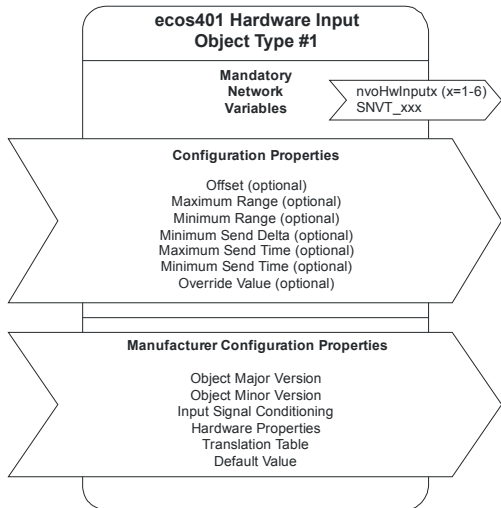 ecos401 Hardware Input
Object Type #1
Mandatory
Network
Variables
nvoHwInputx (x=1-6)
SNVT_xxx
Configuration Properties
Offset (optional)
Maximum Range (optional)
Minimum Range (optional)
Minimum Send Delta (optional)
Maximum Send Time (optional)
Minimum Send Time (optional)
Override Value (optional)
Manufacturer Configuration Properties
Object Major Version
Object Minor Version
Input Signal Conditioning
Hardware Properties
Translation Table
Default Value